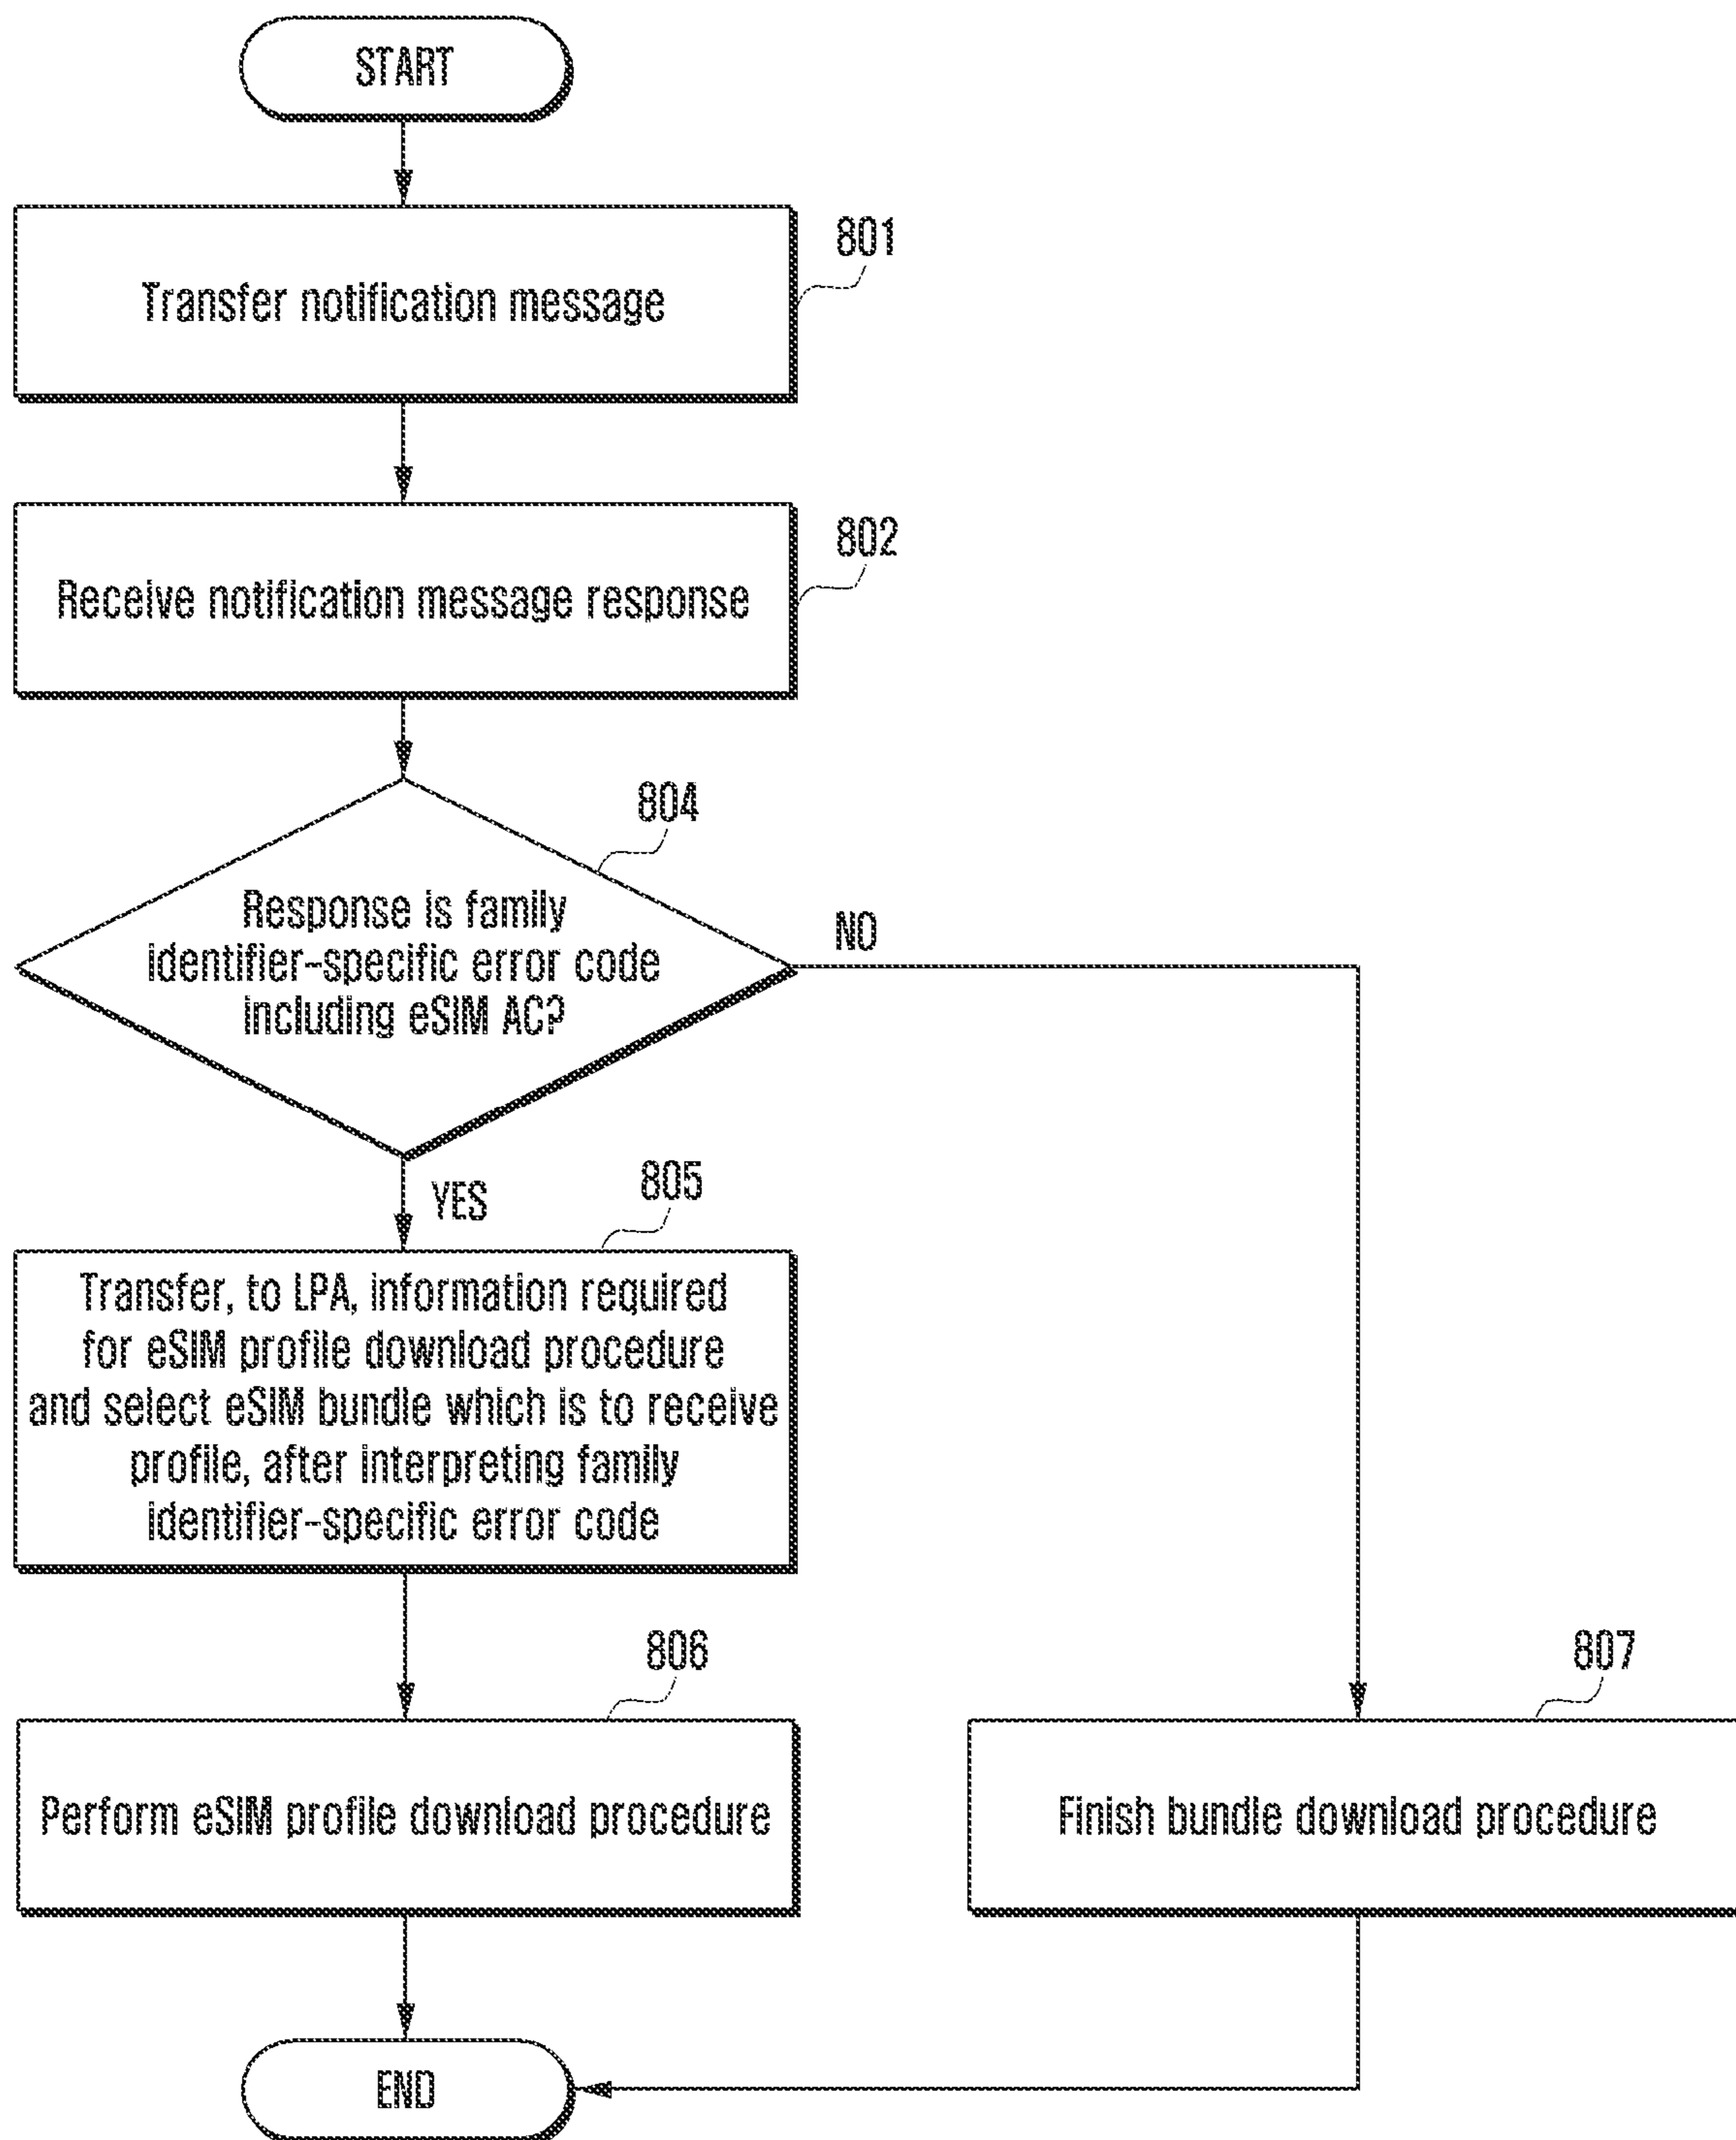 START
801
Transfer notification message
802
Receive notification message response
804
Response is family
identifier-specific error code
including eSIM AC?
NO
YES
805
Transfer, to LPA, information required
for eSIM profile download procedure
and select eSIM bundle which is to receive
profile, after interpreting family
identifier-specific error code
806
Perform eSIM profile download procedure
807
Finish bundle download procedure
END